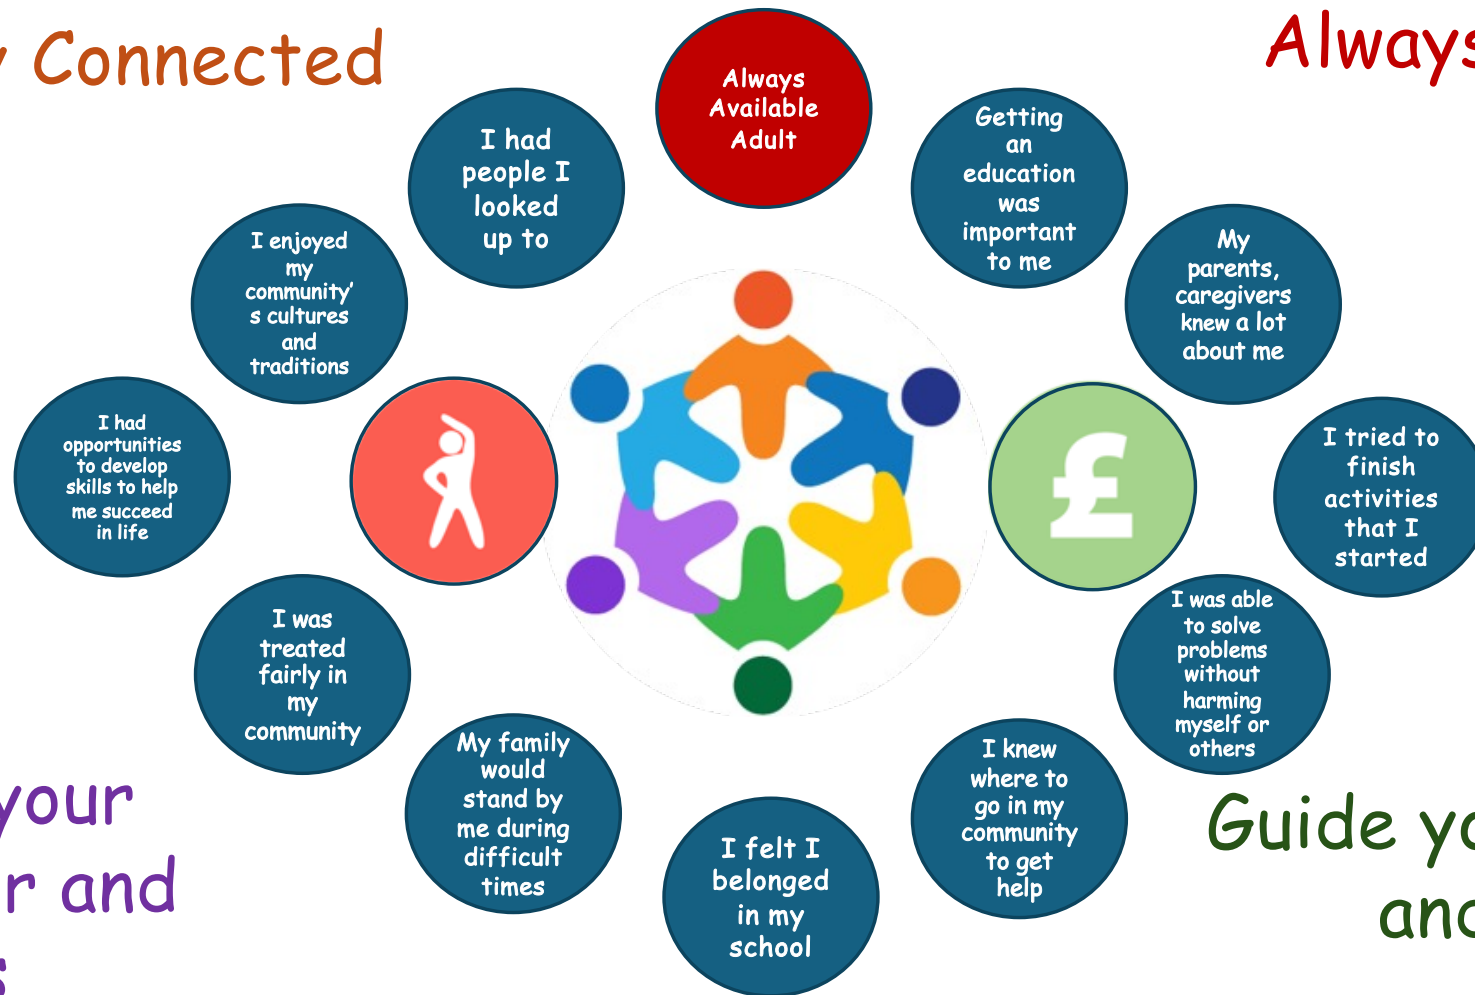 y Connected
Always
Always
Available
Adult
I had
people I
looked
up to
Getting
an
education
was
important
to me
I enjoyed
my
community'
s cultures
and
traditions
My
parents,
caregivers
knew a lot
about me
I had
opportunities
to develop
skills to help
me succeed
in life
£
I tried to
finish
activities
that I
started
I was
treated
fairly in
my
community
I was able
to solve
problems
without
harming
myself or
others
My family
would
stand by
me during
difficult
times
I felt I
belonged
in my
school
I knew
where to
go in my
community
to get
help
your
r and
s
Guide yo
and